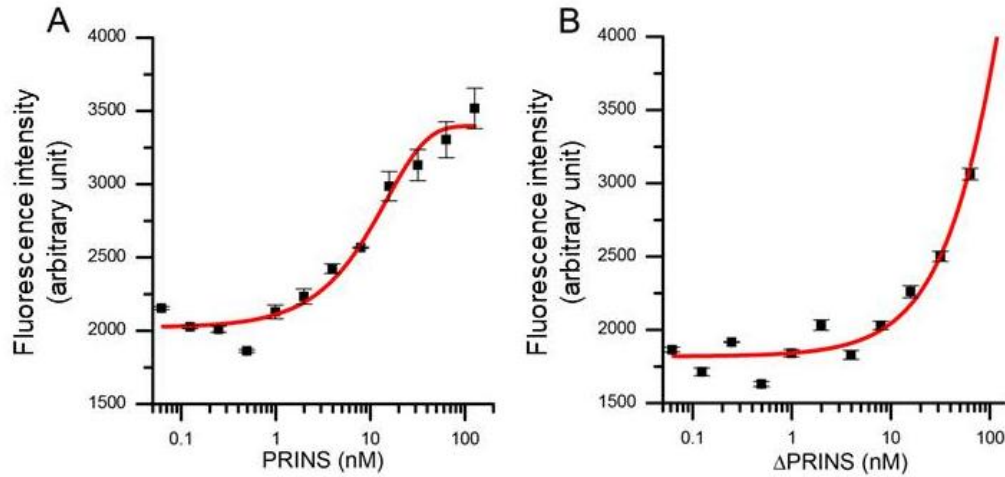 A
Fluorescence intensity
(arbitrary unit)
4000
3500
3000
2500
2000
1500
0.1 1 10 100
PRINS (nM)
B
Fluorescence intensity
(arbitrary unit)
4000
3500
3000
2500
2000
1500
0.1 1 10 100
ΔPRINS (nM)